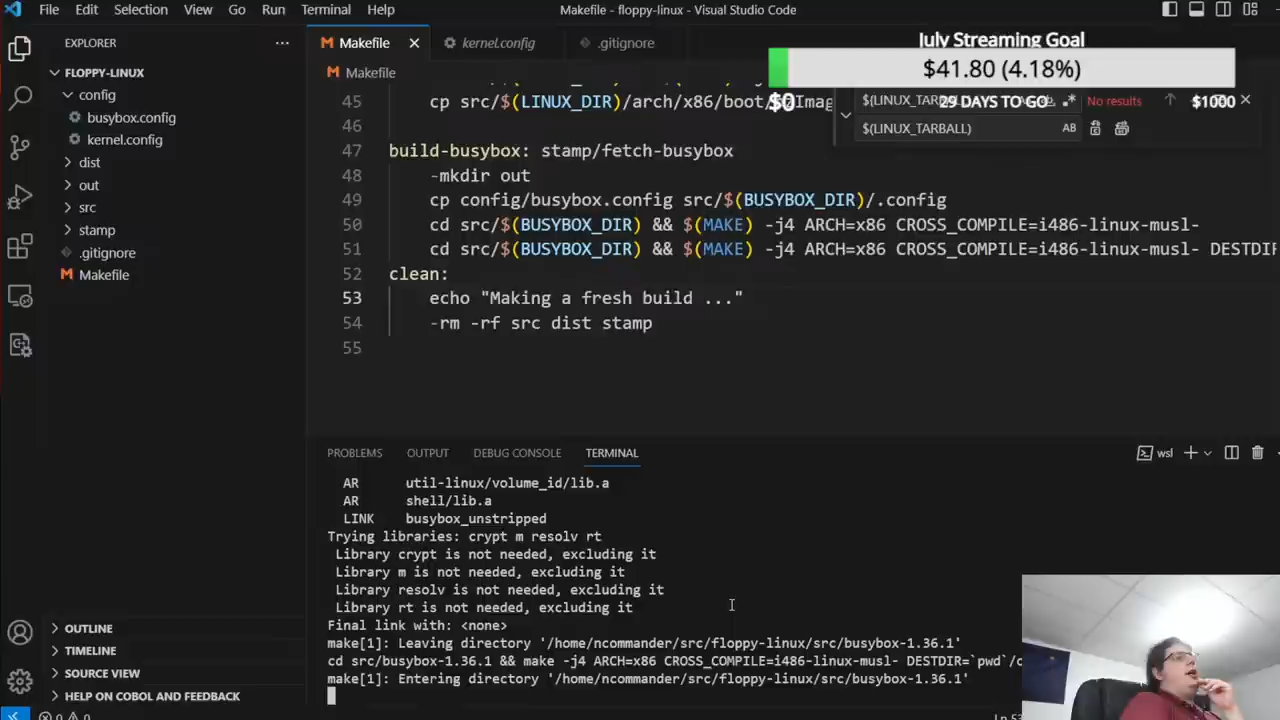 File Edit Selection View Go Run Terminal Help
Makefile - floppy-linux - Visual Studio Code
EXPLORER
FLOPPY-LINUX
config
busybox.config
kernel.config
dist
out
src
stamp
.gitignore
Makefile
OUTLINE
TIMELINE
SOURCE VIEW
HELP ON COBOL AND FEEDBACK
Makefile kernel.config .gitignore
Makefile
July Streaming Goal
$41.80 (4.18%)
$0 29 DAYS TO GO $1000
No results
$(LINUX_TARBALL)
AB
45 cp src/$(LINUX_DIR)/arch/x86/boot/
46
47 build-busybox: stamp/fetch-busybox
48 -mkdir out
49 cp config/busybox.config src/$(BUSYBOX_DIR)/.config
50 cd src/$(BUSYBOX_DIR) && $(MAKE) -j4 ARCH=x86 CROSS_COMPILE=i486-linux-musl-
51 cd src/$(BUSYBOX_DIR) && $(MAKE) -j4 ARCH=x86 CROSS_COMPILE=i486-linux-musl- DESTDI
52 clean:
53 echo "Making a fresh build ..."
54 -rm -rf src dist stamp
55
PROBLEMS OUTPUT DEBUG CONSOLE TERMINAL
wsl
AR util-linux/volume_id/lib.a
AR shell/lib.a
LINK busybox_unstripped
Trying libraries: crypt m resolv rt
Library crypt is not needed, excluding it
Library m is not needed, excluding it
Library resolv is not needed, excluding it
Library rt is not needed, excluding it
Final link with: <none>
make[1]: Leaving directory '/home/ncommander/src/floppy-linux/src/busybox-1.36.1'
cd src/busybox-1.36.1 && make -j4 ARCH=x86 CROSS_COMPILE=i486-linux-musl- DESTDIR=`pwd`/
make[1]: Entering directory '/home/ncommander/src/floppy-linux/src/busybox-1.36.1'